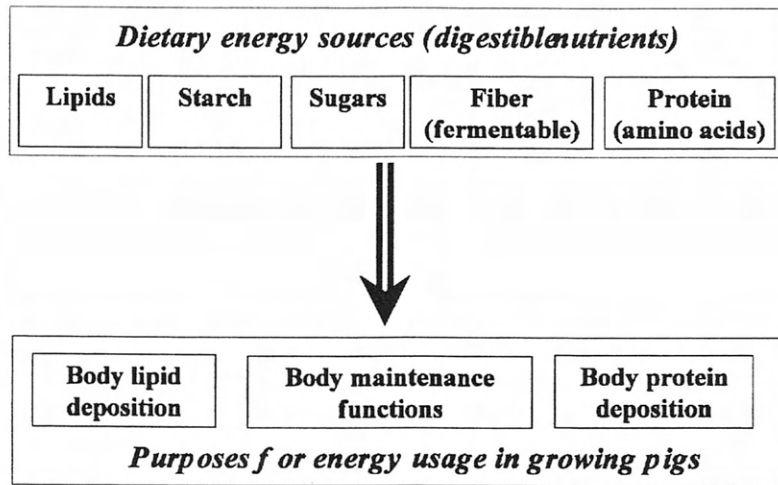 Dietary energy sources (digestiblenutrients)
Lipids
Starch
Sugars
Fiber
(fermentable)
Protein
(amino acids)
Body lipid
deposition
Body maintenance
functions
Body protein
deposition
Purposes f or energy usage in growing pigs